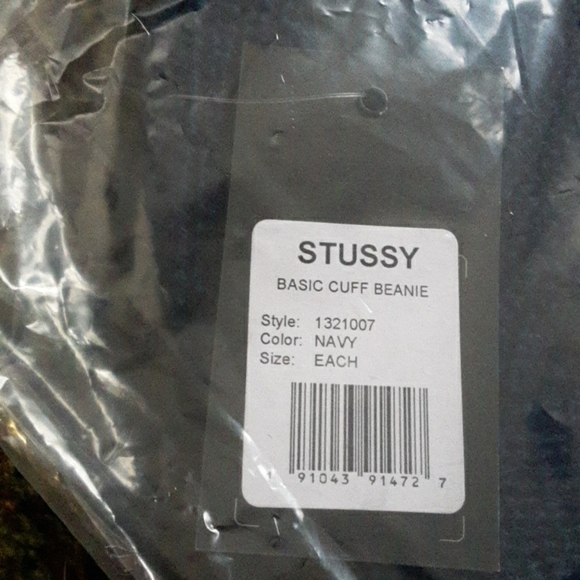 STUSSY
BASIC CUFF BEANIE
Style: 1321007
Color: NAVY
Size: EACH
91043 91472 7